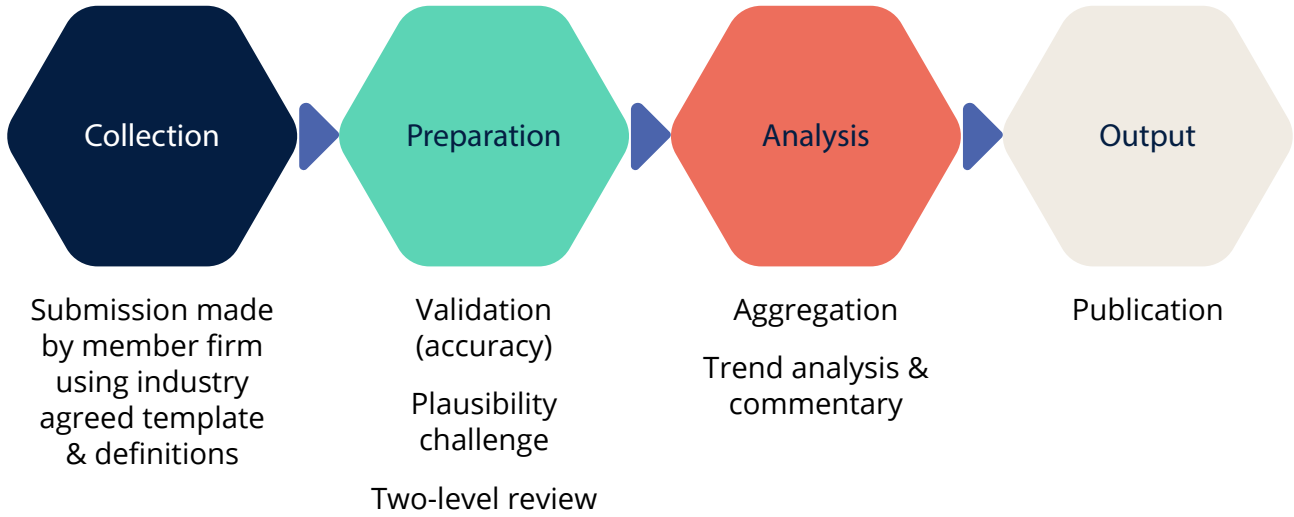 Collection
Preparation
Analysis
Output
Submission made
by member firm
using industry
agreed template
& definitions
Validation
(accuracy)
Plausibility
challenge
Two-level review
Aggregation
Trend analysis &
commentary
Publication